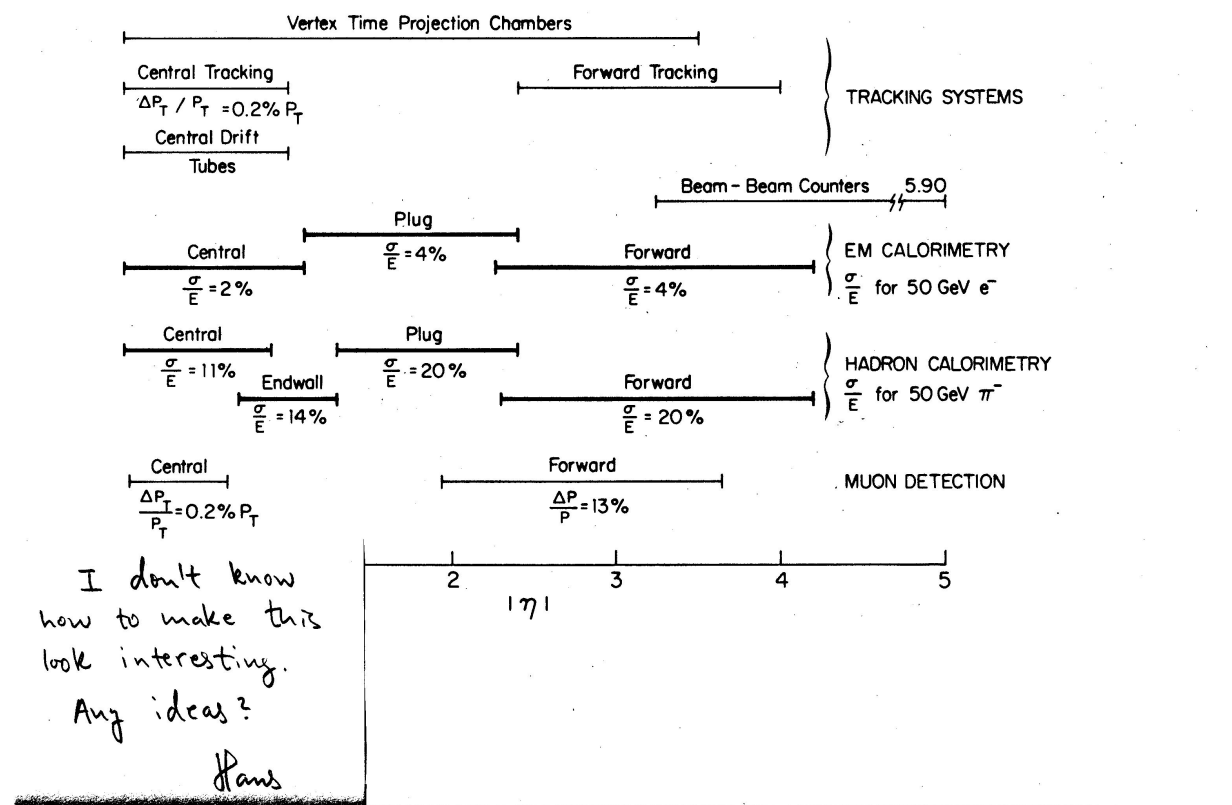 Vertex Time Projection Chambers
Central Tracking
Forward Tracking
ΔP_T / P_T = 0.2% P_T
TRACKING SYSTEMS
Central Drift
Tubes
Beam - Beam Counters 5.90
Plug
σ/E = 4%
Central
Forward
EM CALORIMETRY
σ/E = 2%
σ/E = 4%
σ/E for 50 GeV e⁻
Central
Plug
σ/E = 11%
σ/E = 20%
HADRON CALORIMETRY
Endwall
Forward
σ/E for 50 GeV π⁻
σ/E = 14%
σ/E = 20%
Central
Forward
MUON DETECTION
ΔP_T/P_T = 0.2% P_T
ΔP/P = 13%
2 3 4 5
|η|
I don't know
how to make this
look interesting.
Any ideas?
Hans